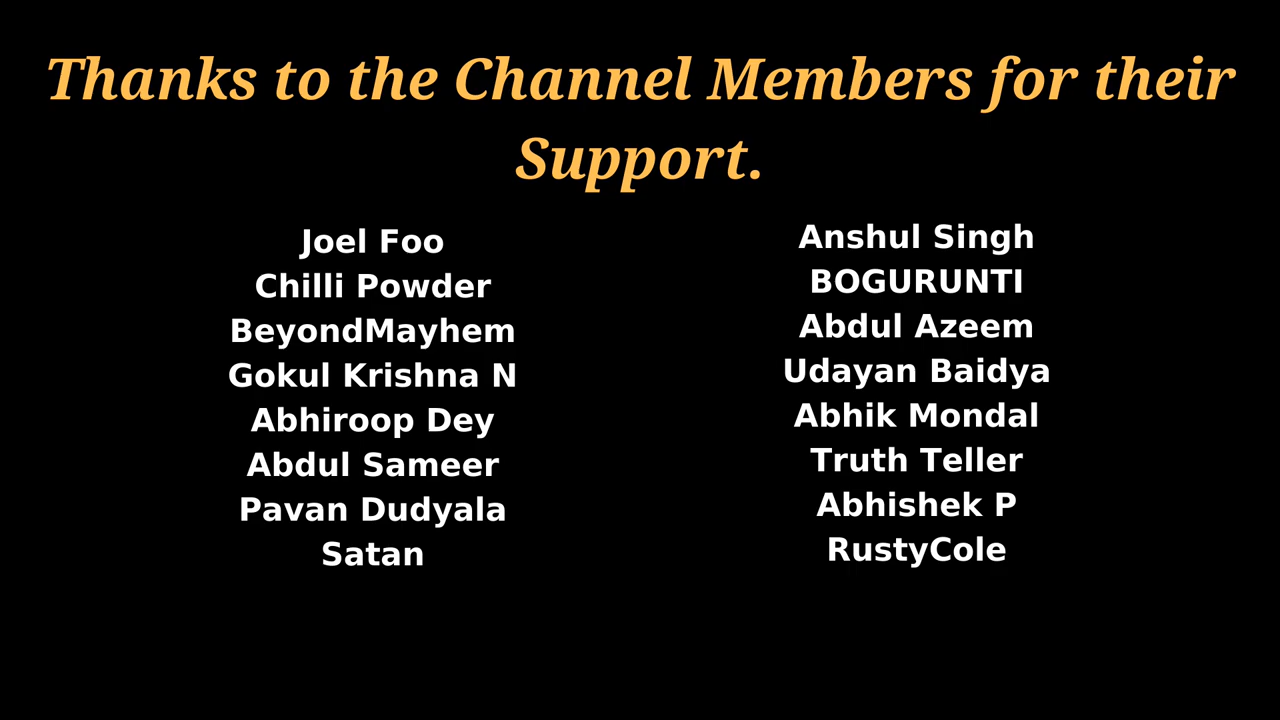 Thanks to the Channel Members for their
Support.
Joel Foo
Chilli Powder
BeyondMayhem
Gokul Krishna N
Abhiroop Dey
Abdul Sameer
Pavan Dudyala
Satan
Anshul Singh
BOGURUNTI
Abdul Azeem
Udayan Baidya
Abhik Mondal
Truth Teller
Abhishek P
RustyCole